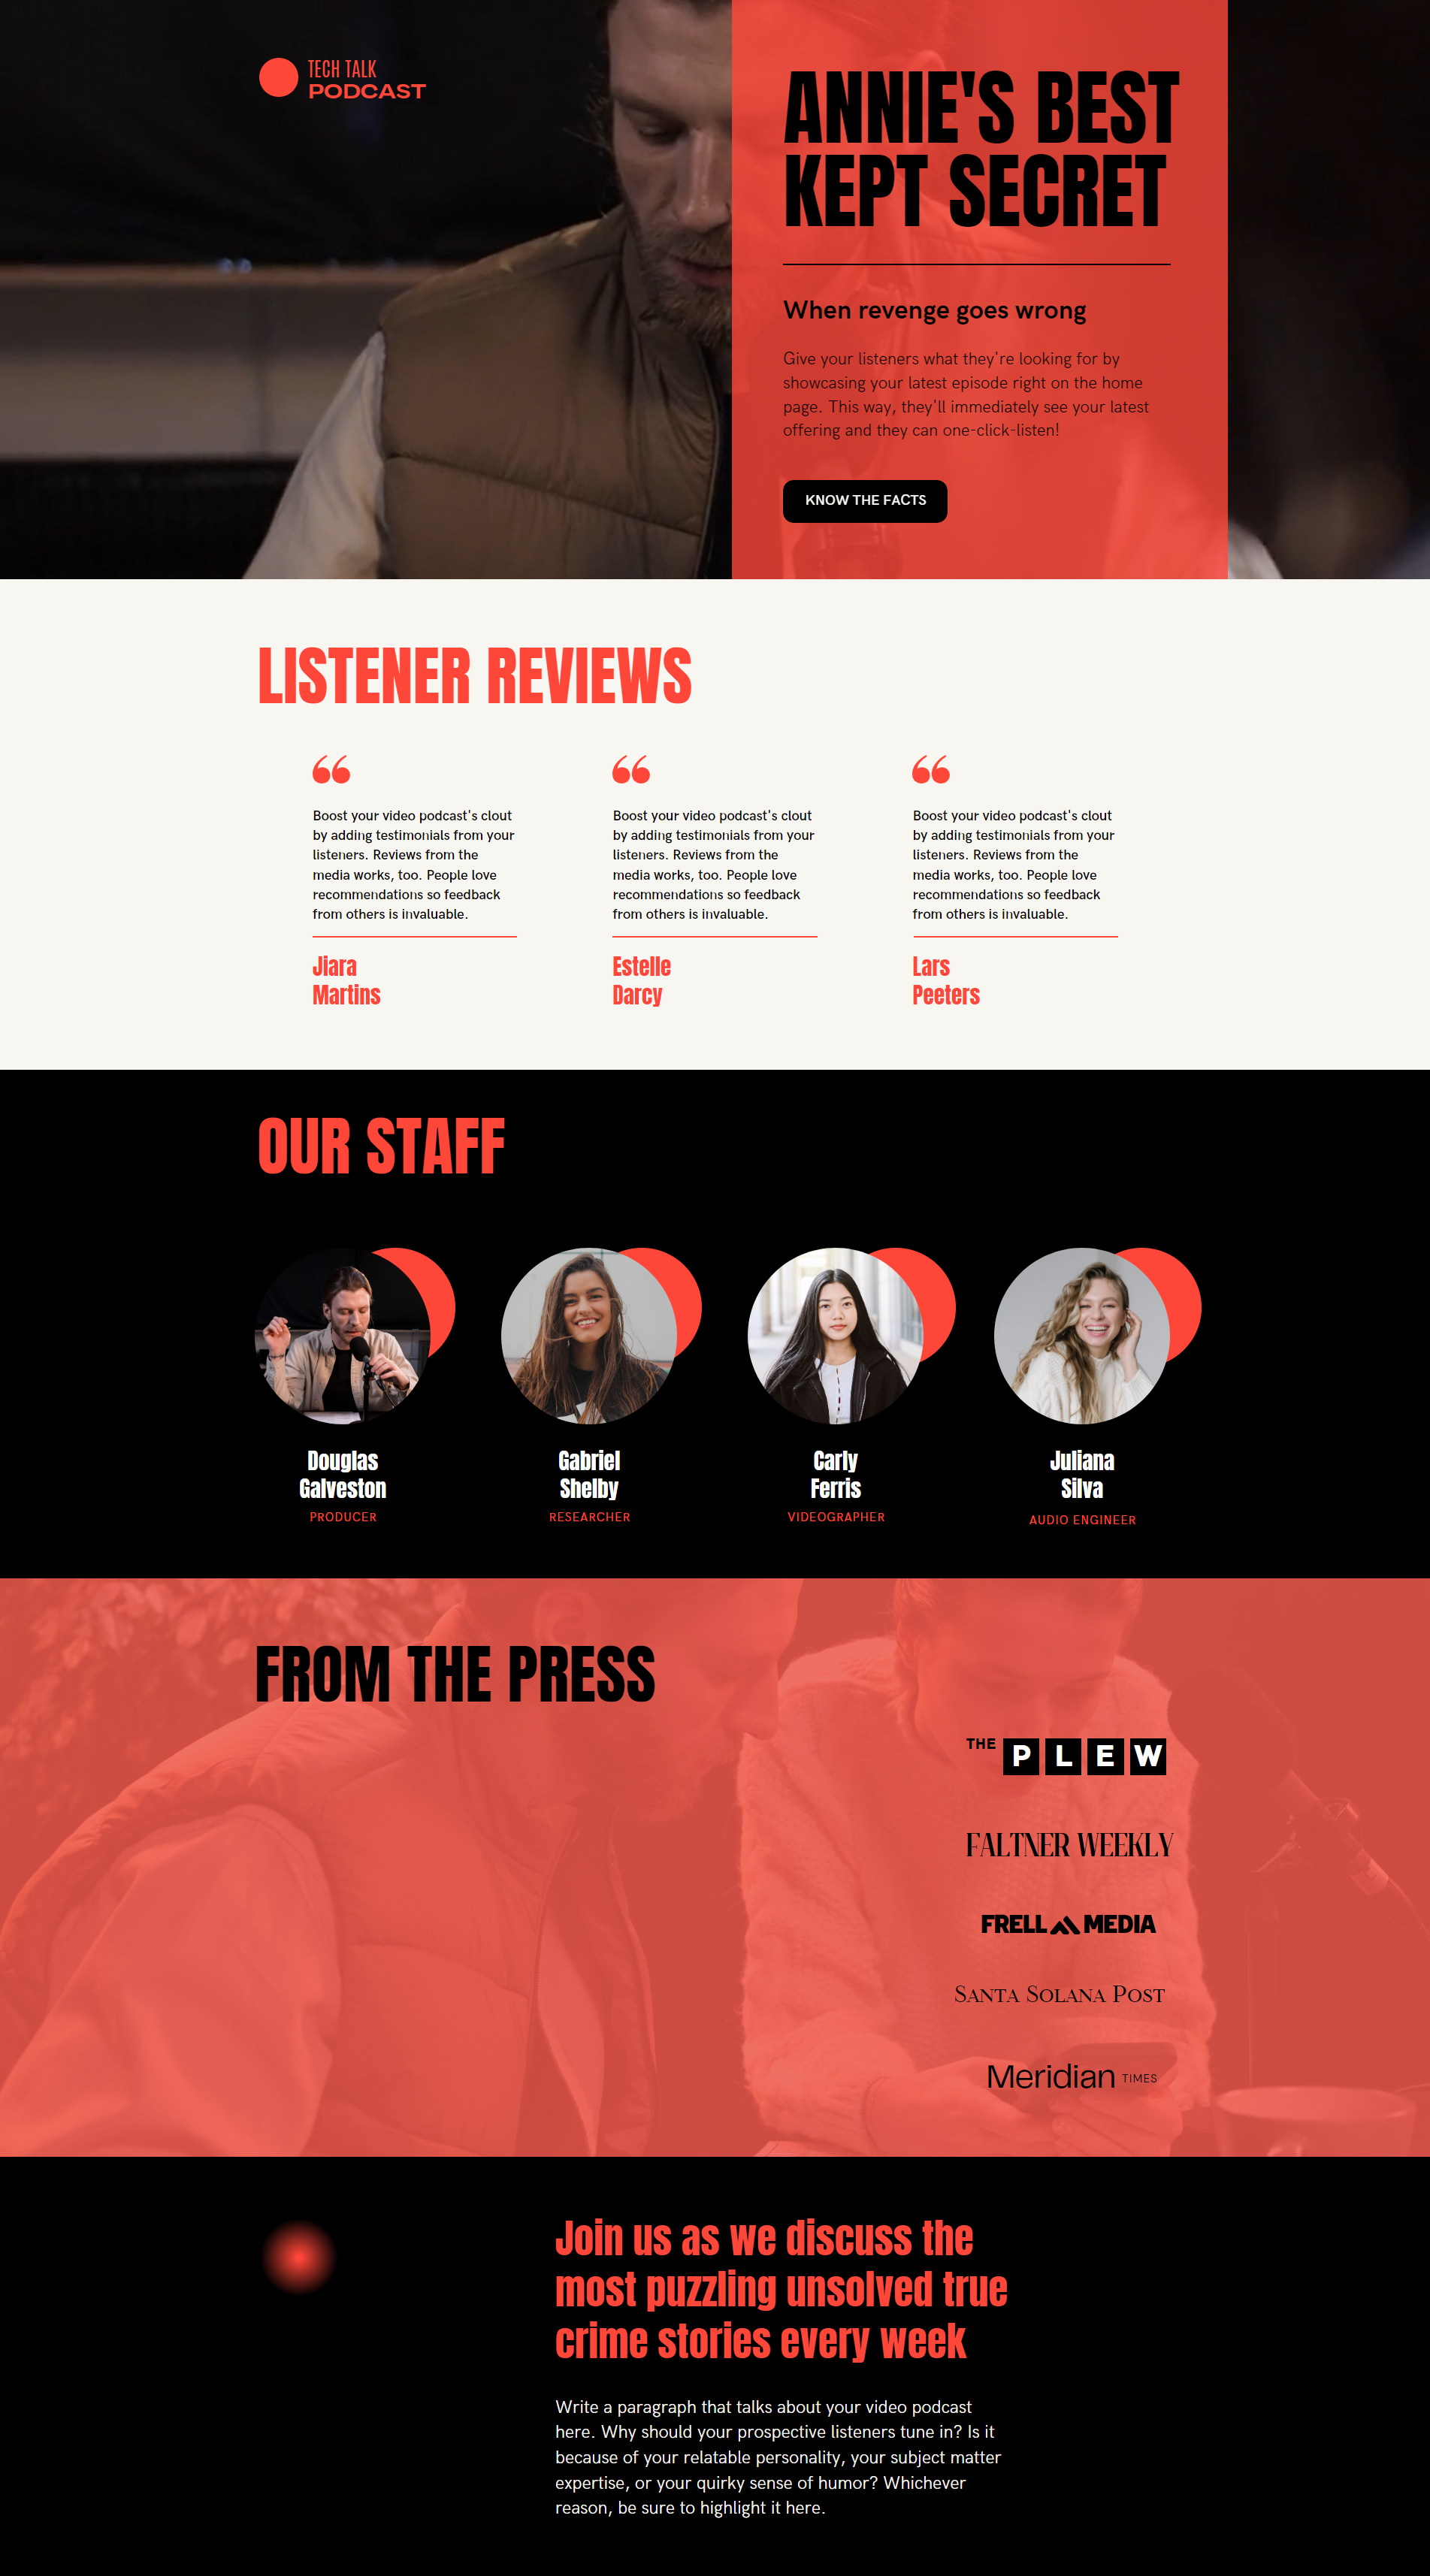 TECH TALK
PODCAST
ANNIE'S BEST
KEPT SECRET
When revenge goes wrong
Give your listeners what they're looking for by
showcasing your latest episode right on the home
page. This way, they'll immediately see your latest
offering and they can one-click-listen!
KNOW THE FACTS
LISTENER REVIEWS
Boost your video podcast's clout
by adding testimonials from your
listeners. Reviews from the
media works, too. People love
recommendations so feedback
from others is invaluable.
Jiara
Martins
Boost your video podcast's clout
by adding testimonials from your
listeners. Reviews from the
media works, too. People love
recommendations so feedback
from others is invaluable.
Estelle
Darcy
Boost your video podcast's clout
by adding testimonials from your
listeners. Reviews from the
media works, too. People love
recommendations so feedback
from others is invaluable.
Lars
Peeters
OUR STAFF
Douglas
Galveston
PRODUCER
Gabriel
Shelby
RESEARCHER
Carly
Ferris
VIDEOGRAPHER
Juliana
Silva
AUDIO ENGINEER
FROM THE PRESS
THE PLEW
FALTNER WEEKLY
FRELL MEDIA
SANTA SOLANA POST
Meridian TIMES
Join us as we discuss the
most puzzling unsolved true
crime stories every week
Write a paragraph that talks about your video podcast
here. Why should your prospective listeners tune in? Is it
because of your relatable personality, your subject matter
expertise, or your quirky sense of humor? Whichever
reason, be sure to highlight it here.